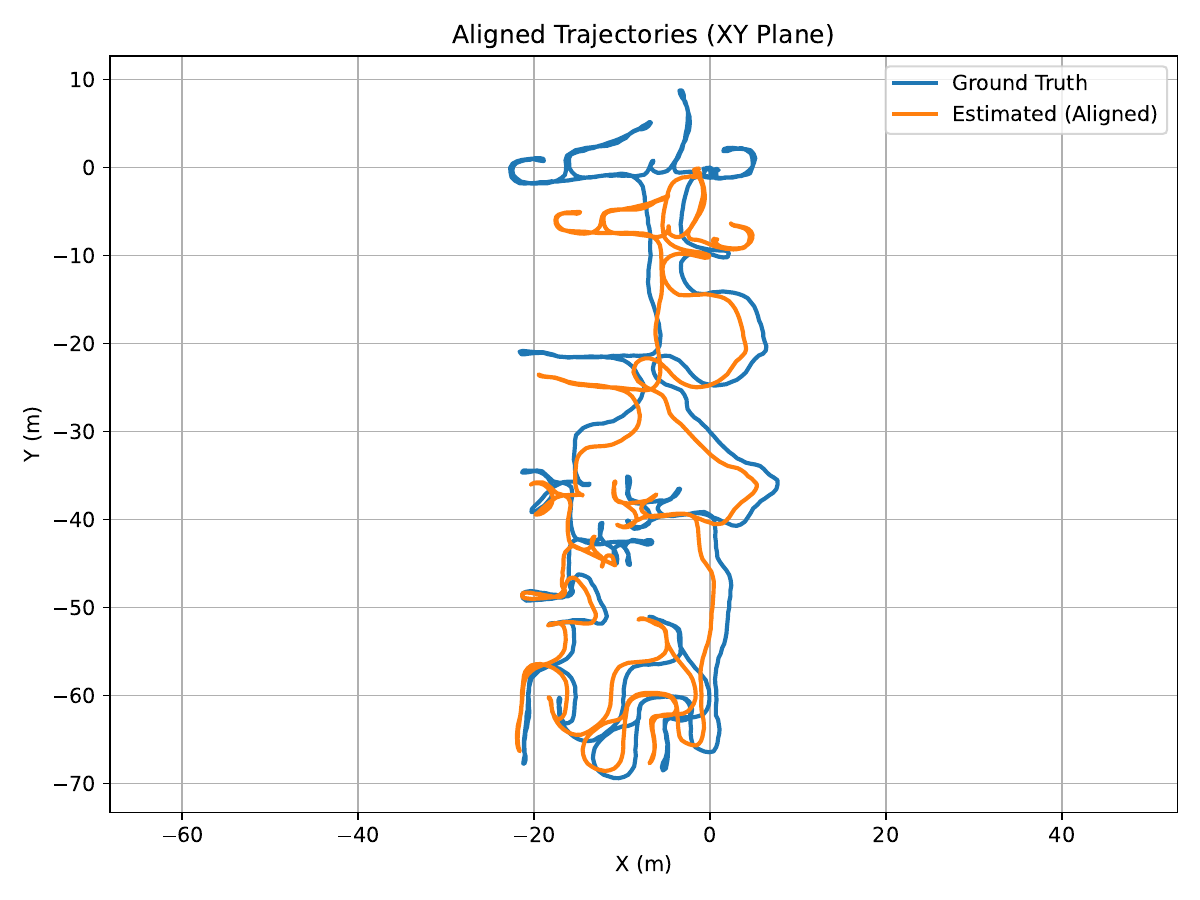 Aligned Trajectories (XY Plane)
Ground Truth
Estimated (Aligned)
10
0
−10
−20
−30
−40
−50
−60
−70
Y (m)
−60 −40 −20 0 20 40
X (m)